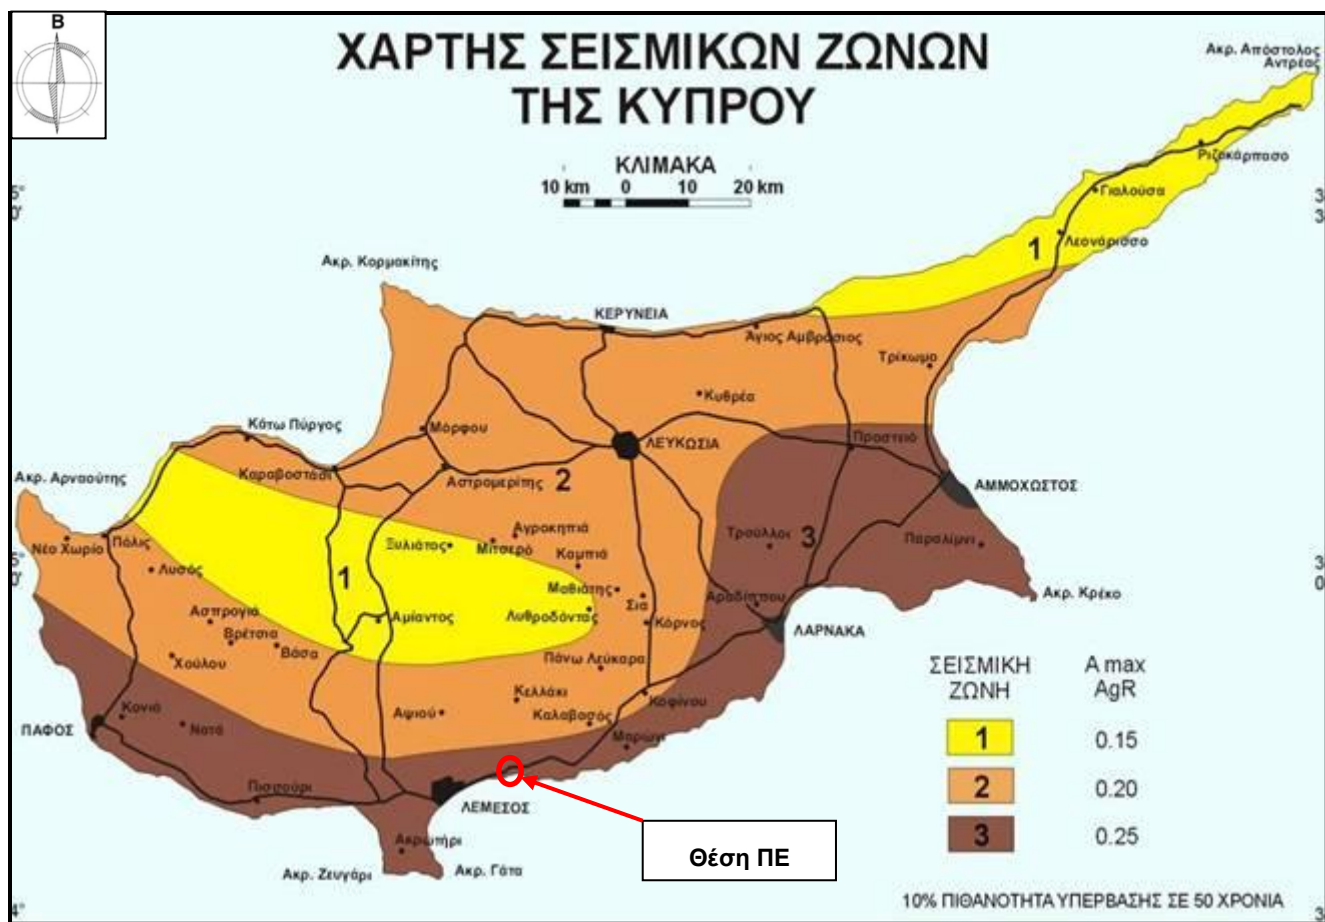 Β
ΧΑΡΤΗΣ ΣΕΙΣΜΙΚΩΝ ΖΩΝΩΝ
ΤΗΣ ΚΥΠΡΟΥ
ΚΛΙΜΑΚΑ
10 km 0 10 20 km
Ακρ. Απόστολος
Αντρέας
Ριζοκάρπασο
Γιαλούσα
Λεονάρισσο
1
Ακρ. Κορμακίτης
ΚΕΡΥΝΕΙΑ
Άγιος Αμβρόσιος
Τρίκωμο
Κυθρέα
Κάτω Πύργος
Μόρφου
ΛΕΥΚΩΣΙΑ
Πραστειό
Καραβοστάσι
Αστρομερίτης
2
Ακρ. Αρναούτης
ΑΜΜΟΧΩΣΤΟΣ
Νέο Χωριό
Πόλις
Ξυλιάτος
Μιτσερό
Αγροκηπιά
Καμπιά
Τρούλλοι
3
Παραλίμνι
Λυσός
1
Μαθιάτης
Σιά
Αραδίππου
Ακρ. Κρέκο
Ασπρογιά
Αμίαντος
Λυθροδόντας
Κόρνος
ΛΑΡΝΑΚΑ
Βρέτσια
Βάσα
Χούλου
Πάνω Λεύκαρα
Κελλάκι
Κοφίνου
Κονιά
Νατά
Αψιού
Καλαβασός
ΠΑΦΟΣ
Μαρώνι
Πισσούρι
ΛΕΜΕΣΟΣ
Ακρωτήρι
Ακρ. Ζευγάρι
Ακρ. Γάτα
Θέση ΠΕ
ΣΕΙΣΜΙΚΗ ΖΩΝΗ
A max AgR
1 0.15
2 0.20
3 0.25
10% ΠΙΘΑΝΟΤΗΤΑ ΥΠΕΡΒΑΣΗΣ ΣΕ 50 ΧΡΟΝΙΑ